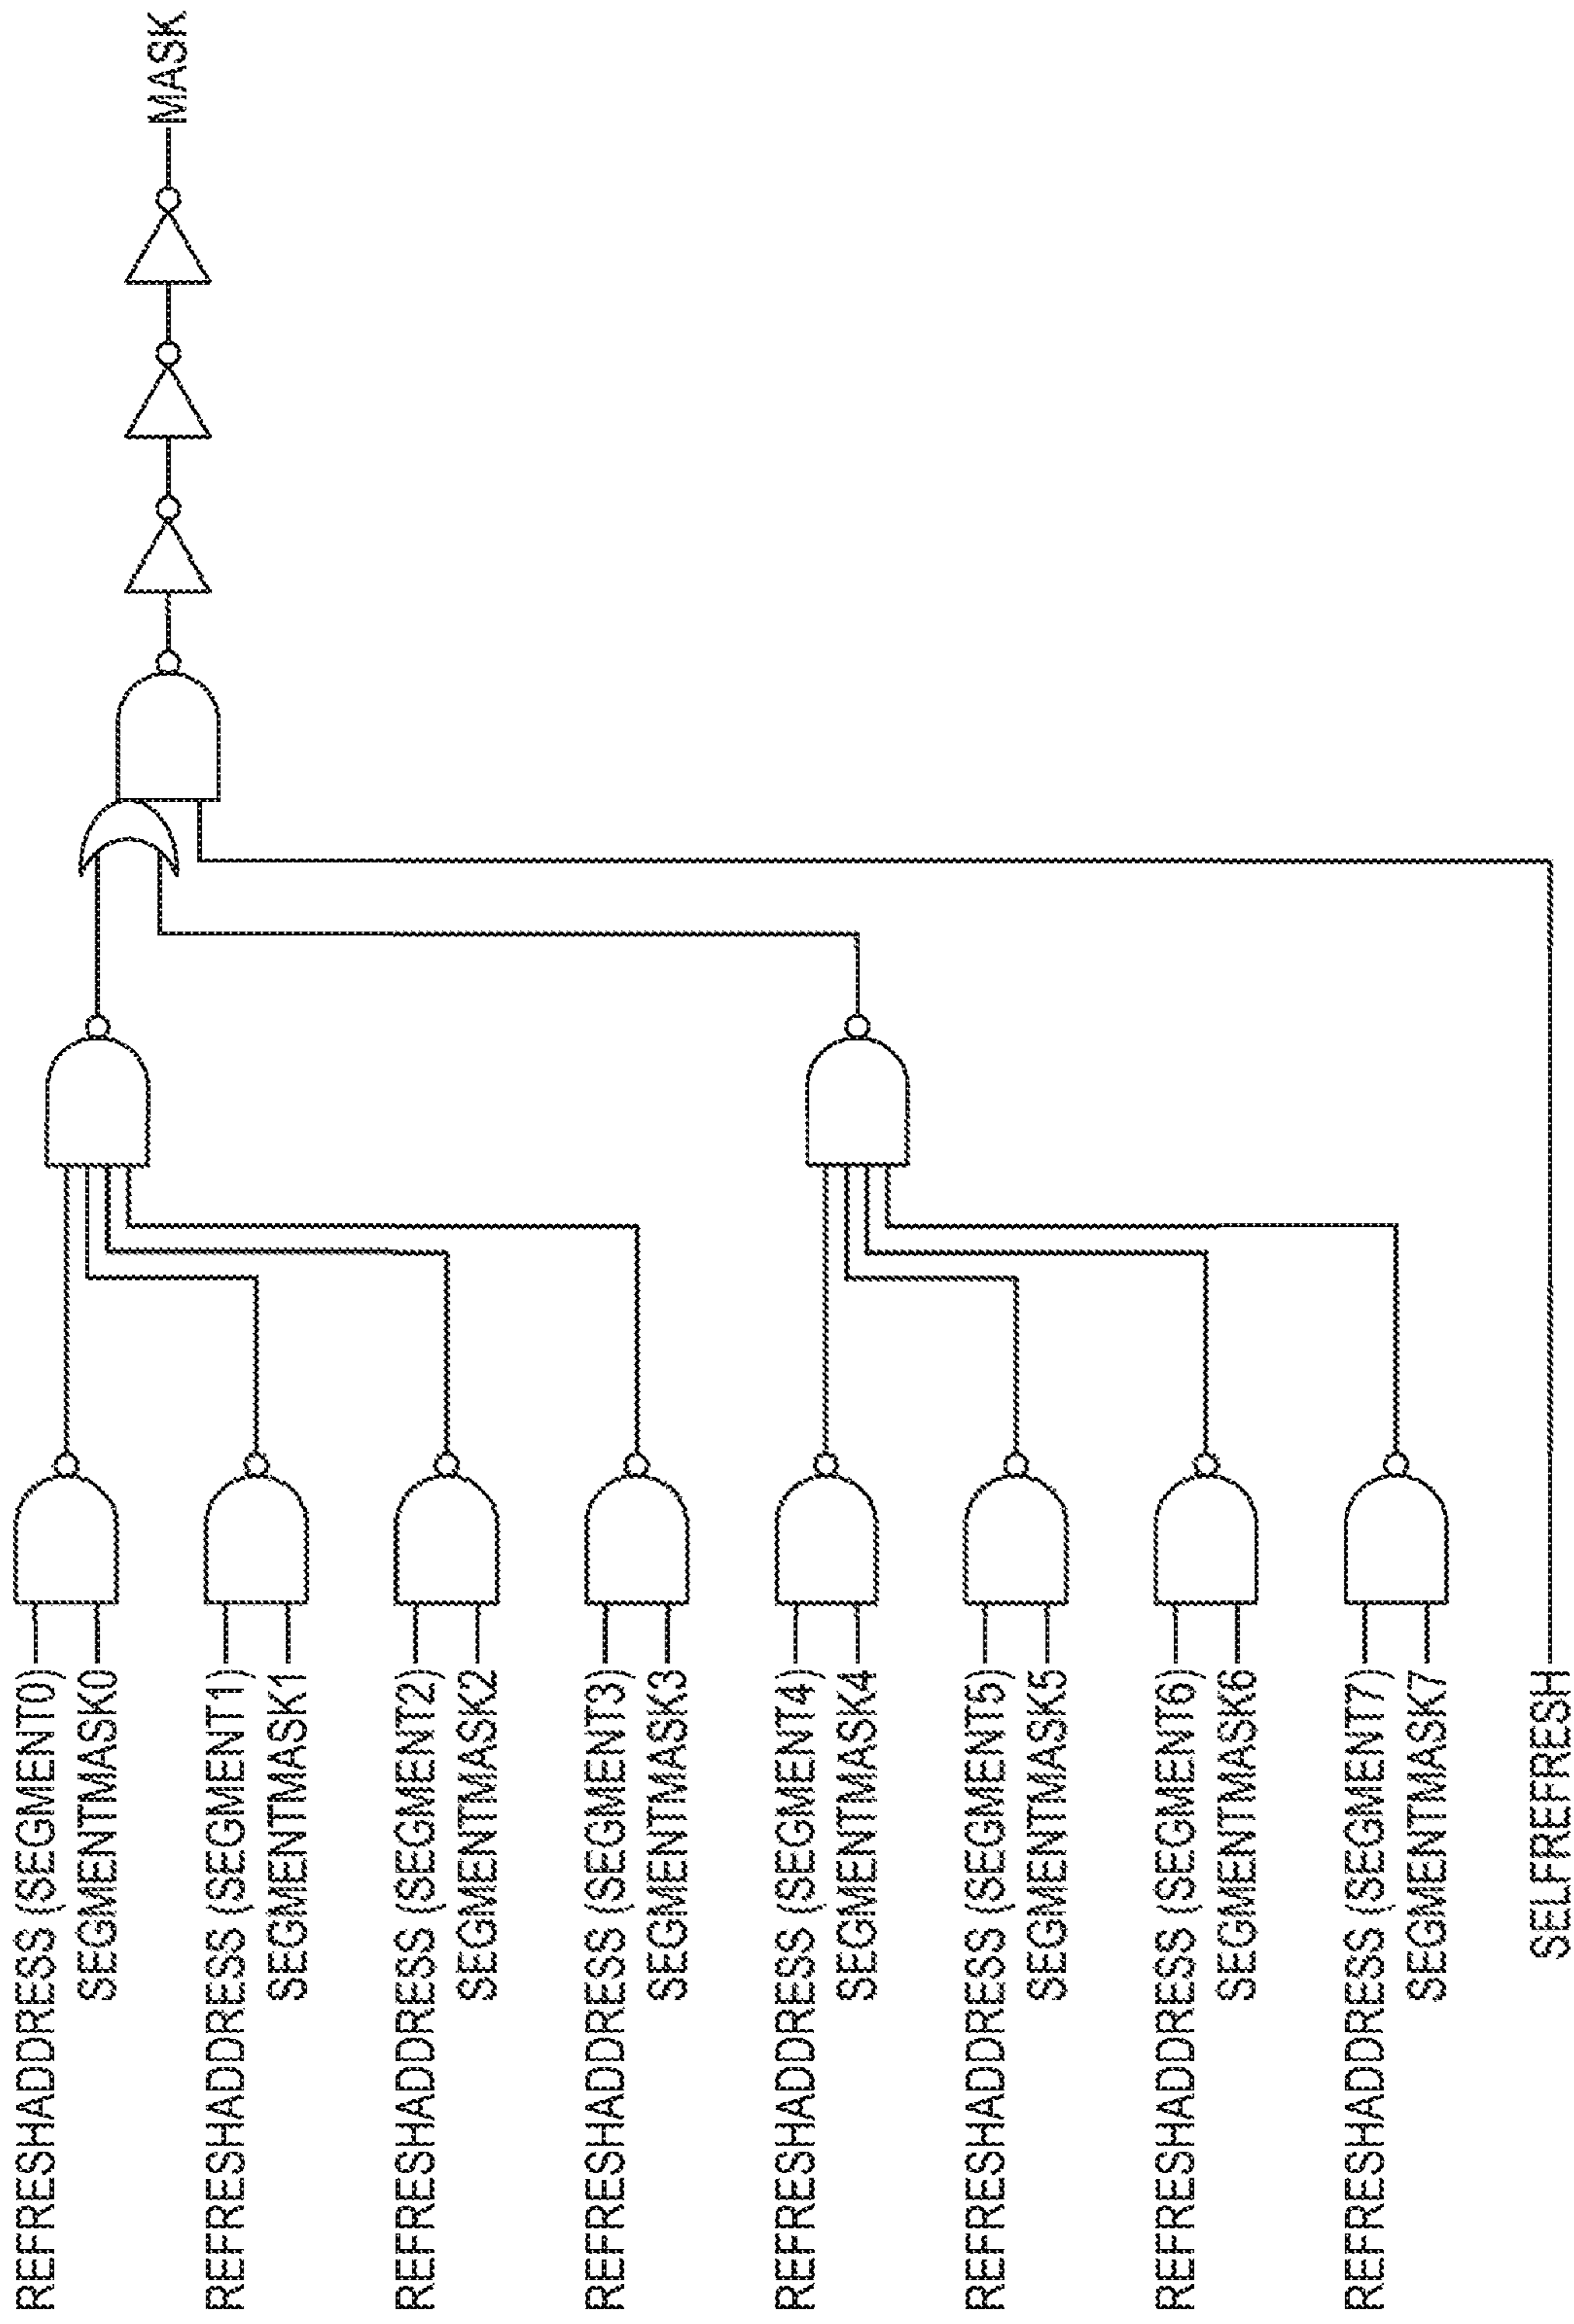 REFRESHADDRESS (SEGMENT0)
SEGMENTMASK0
REFRESHADDRESS (SEGMENT1)
SEGMENTMASK1
REFRESHADDRESS (SEGMENT2)
SEGMENTMASK2
REFRESHADDRESS (SEGMENT3)
SEGMENTMASK3
REFRESHADDRESS (SEGMENT4)
SEGMENTMASK4
REFRESHADDRESS (SEGMENT5)
SEGMENTMASK5
REFRESHADDRESS (SEGMENT6)
SEGMENTMASK6
REFRESHADDRESS (SEGMENT7)
SEGMENTMASK7
SELFREFRESH
MASK